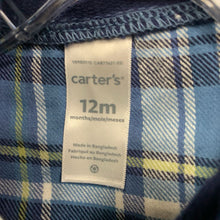 carter's
12m
months/mois/meses
Made in Bangladesh
Fabriqué au Bangladesh
Hecho en Bangladesh